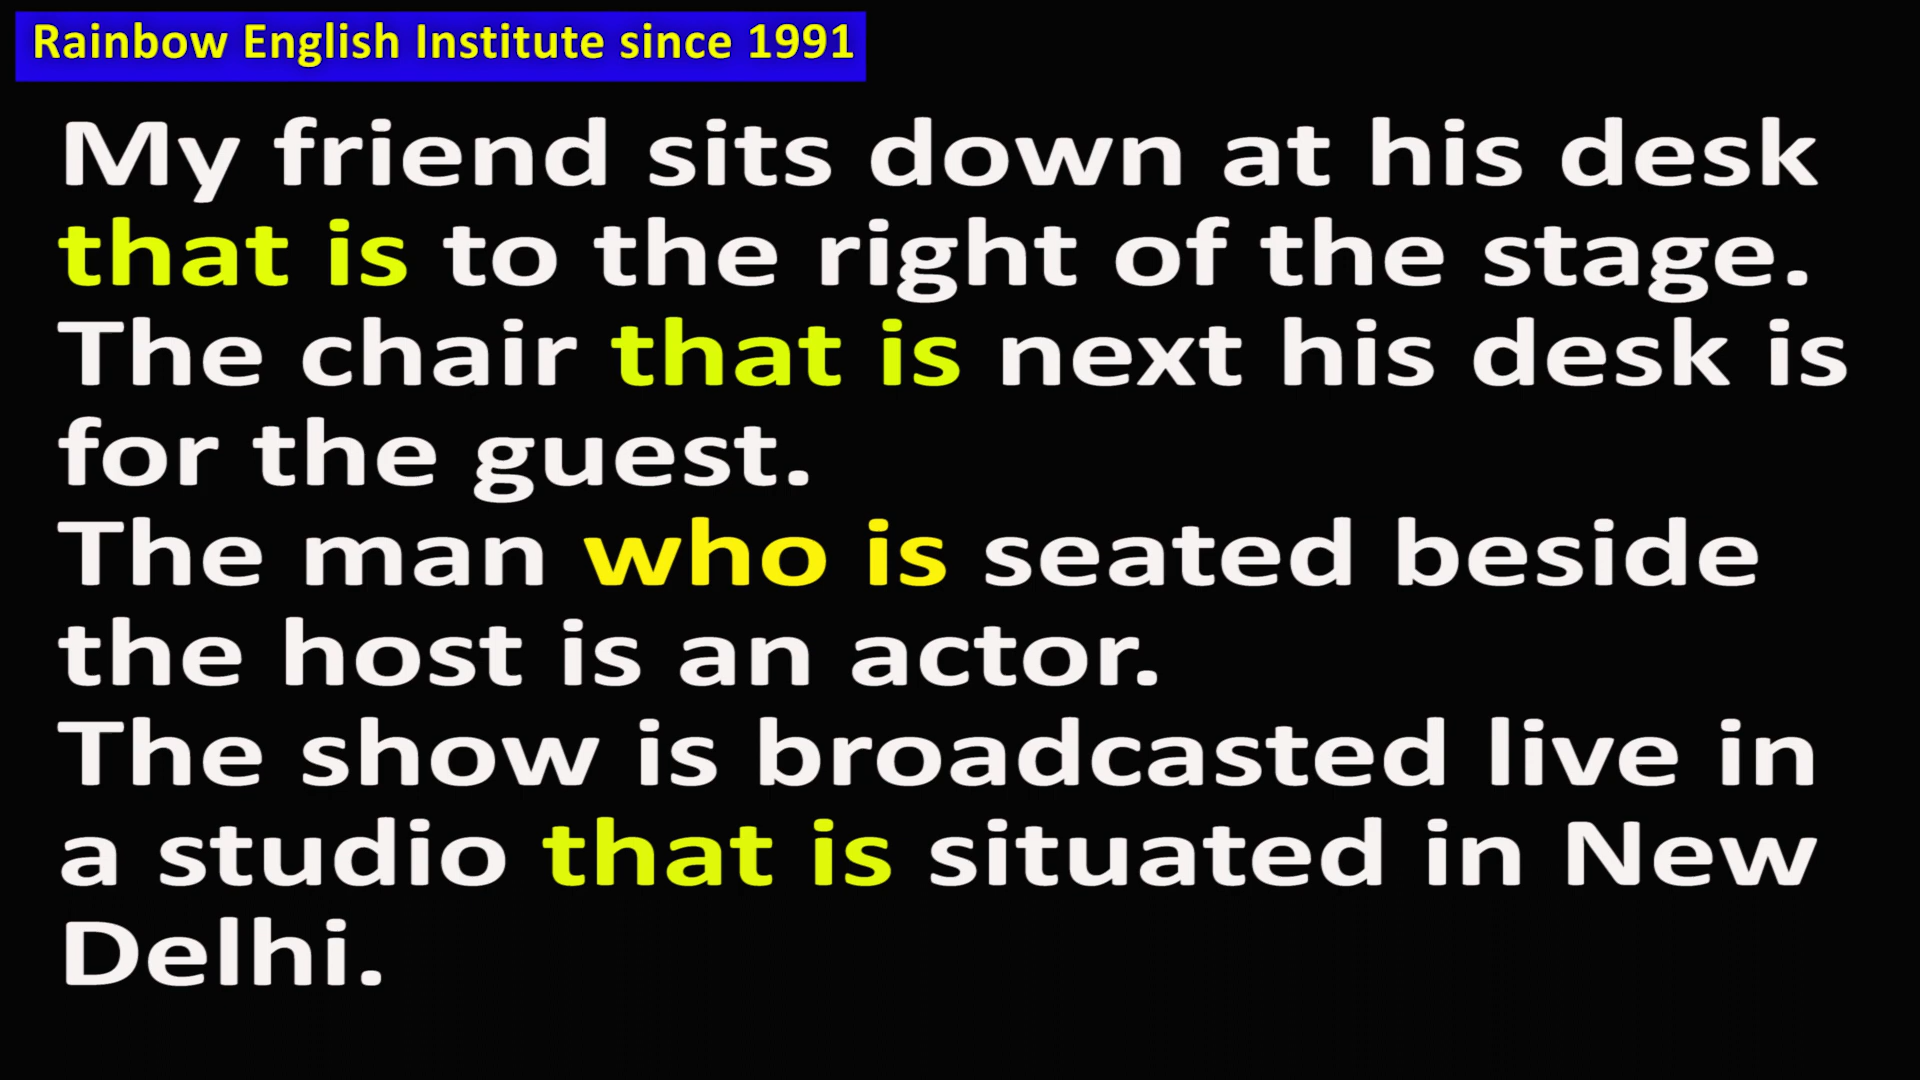 Rainbow English Institute since 1991
My friend sits down at his desk
that is to the right of the stage.
The chair that is next his desk is
for the guest.
The man who is seated beside
the host is an actor.
The show is broadcasted live in
a studio that is situated in New
Delhi.